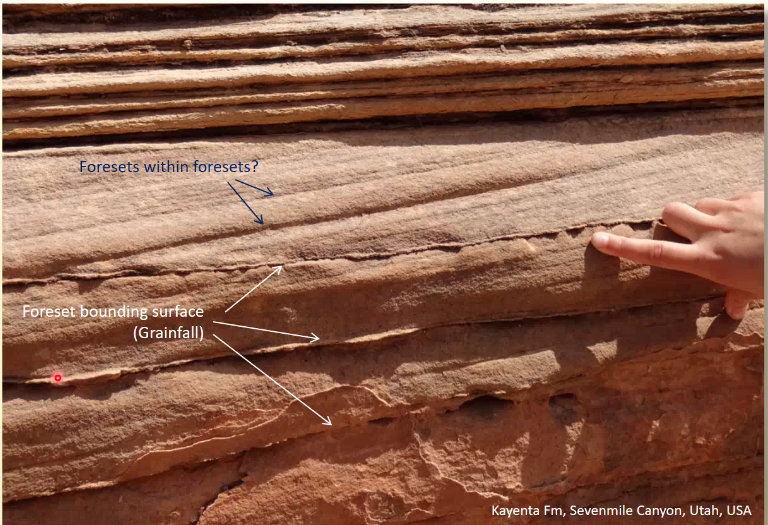 Foresets within foresets?
Foreset bounding surface
(Grainfall)
Kayenta Fm, Sevenmile Canyon, Utah, USA